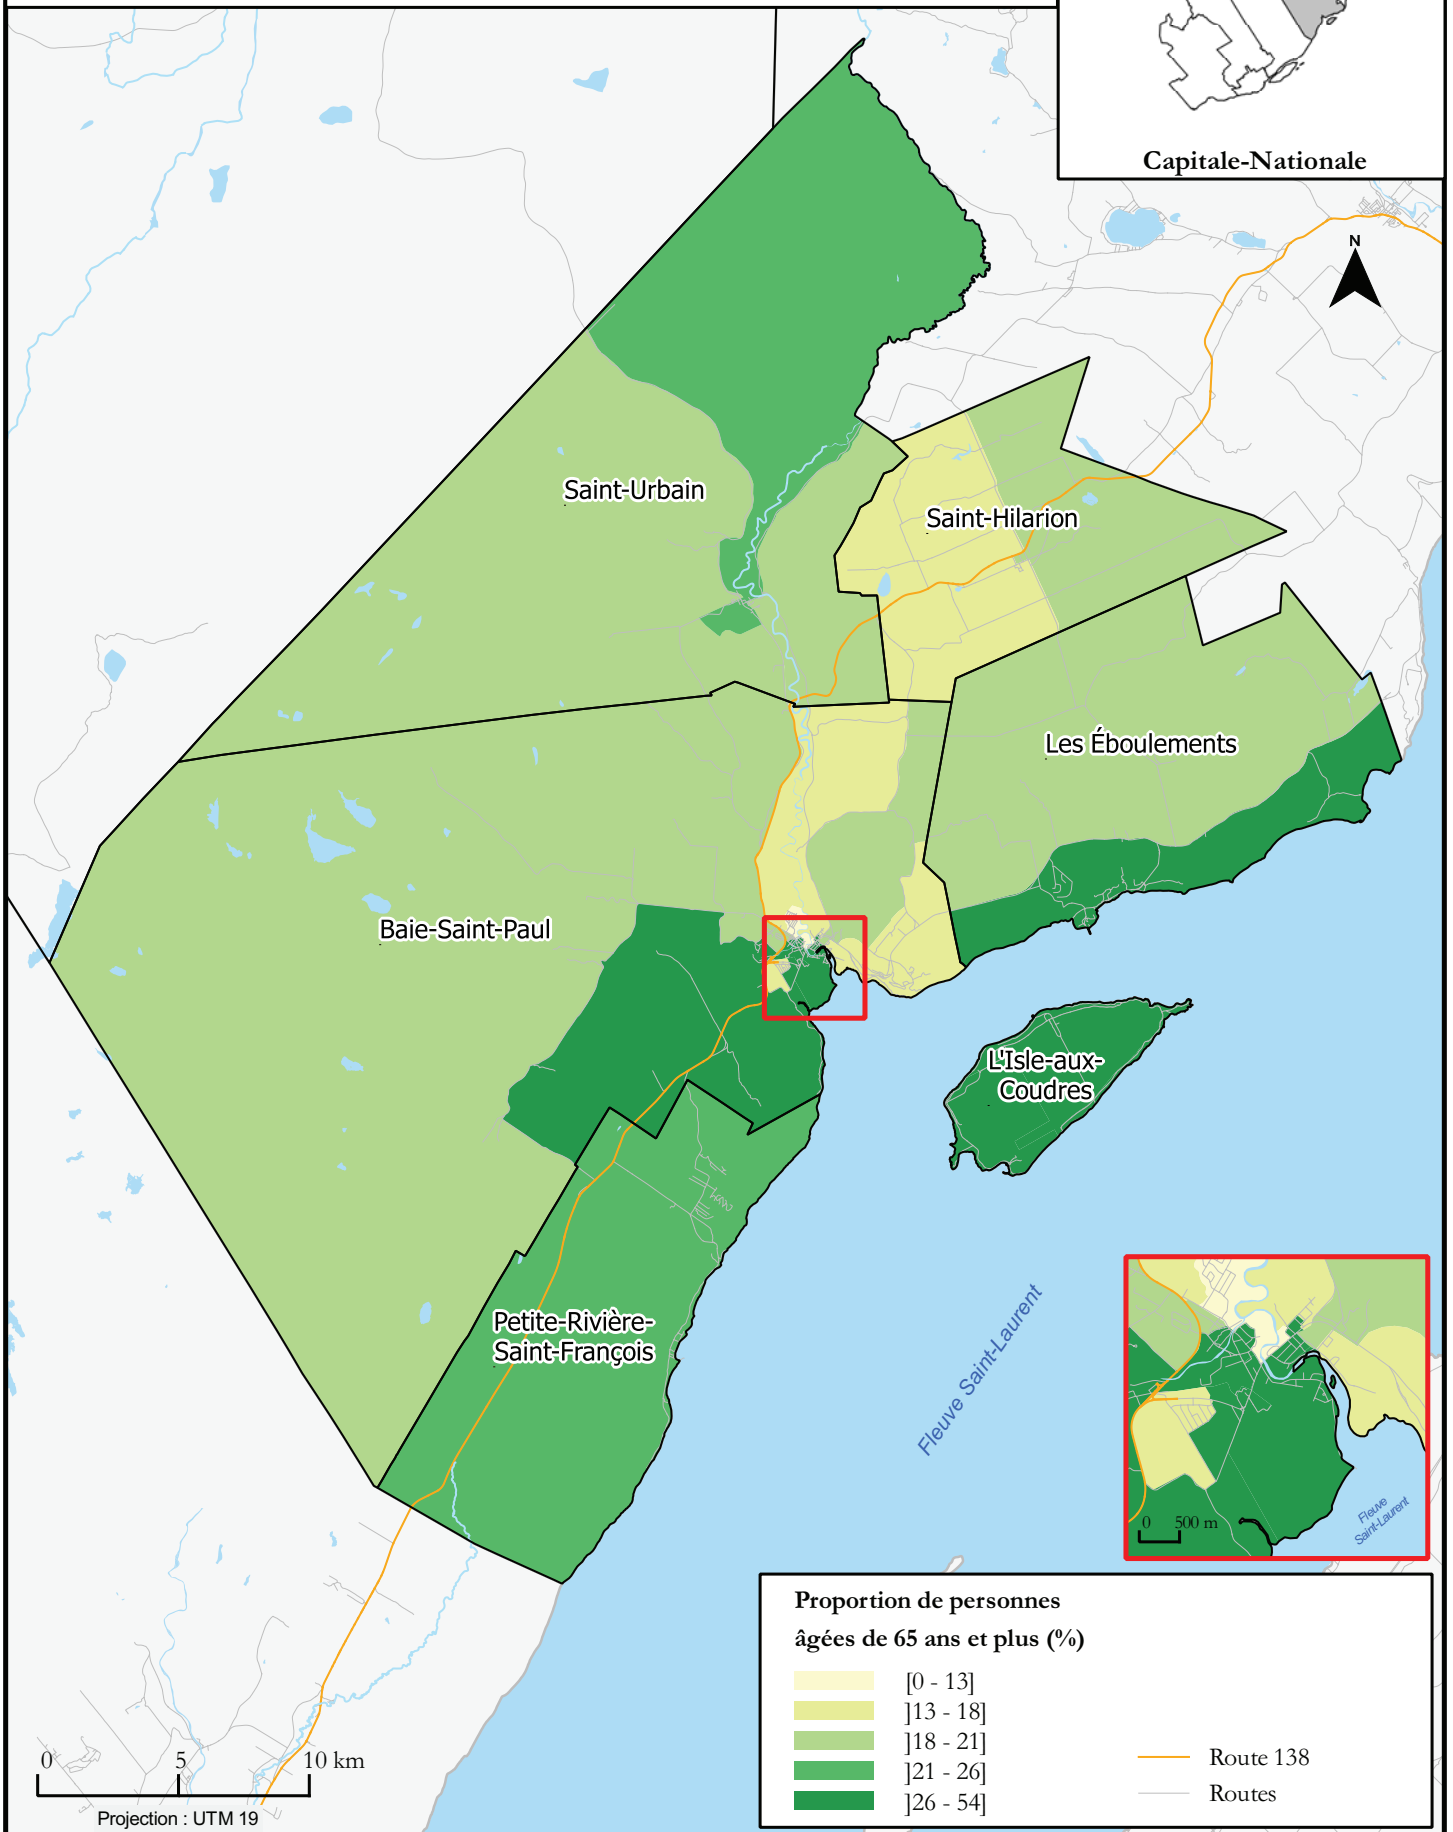 Capitale-Nationale
N
Saint-Urbain
Saint-Hilarion
Les Éboulements
Baie-Saint-Paul
L'Isle-aux-
Coudres
Petite-Rivière-
Saint-François
Fleuve Saint-Laurent
Fleuve
Saint-Laurent
0 500 m
Proportion de personnes
âgées de 65 ans et plus (%)
[0 - 13]
]13 - 18]
]18 - 21]
]21 - 26]
]26 - 54]
Route 138
Routes
0 5 10 km
Projection : UTM 19